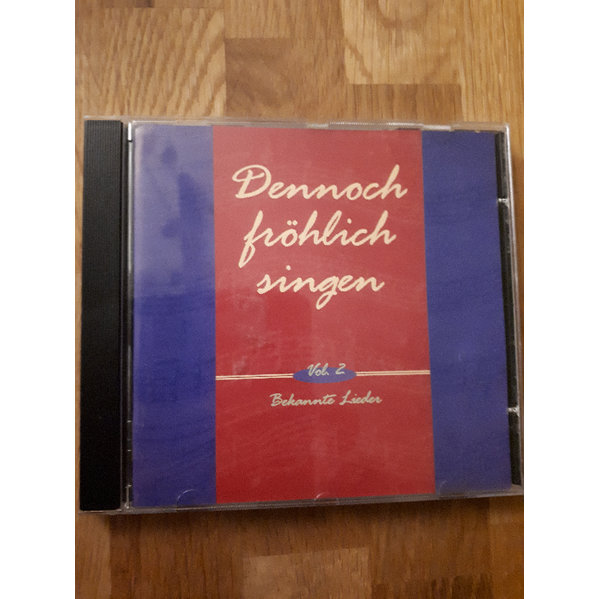 Dennoch
fröhlich
singen
Vol. 2
Bekannte Lieder